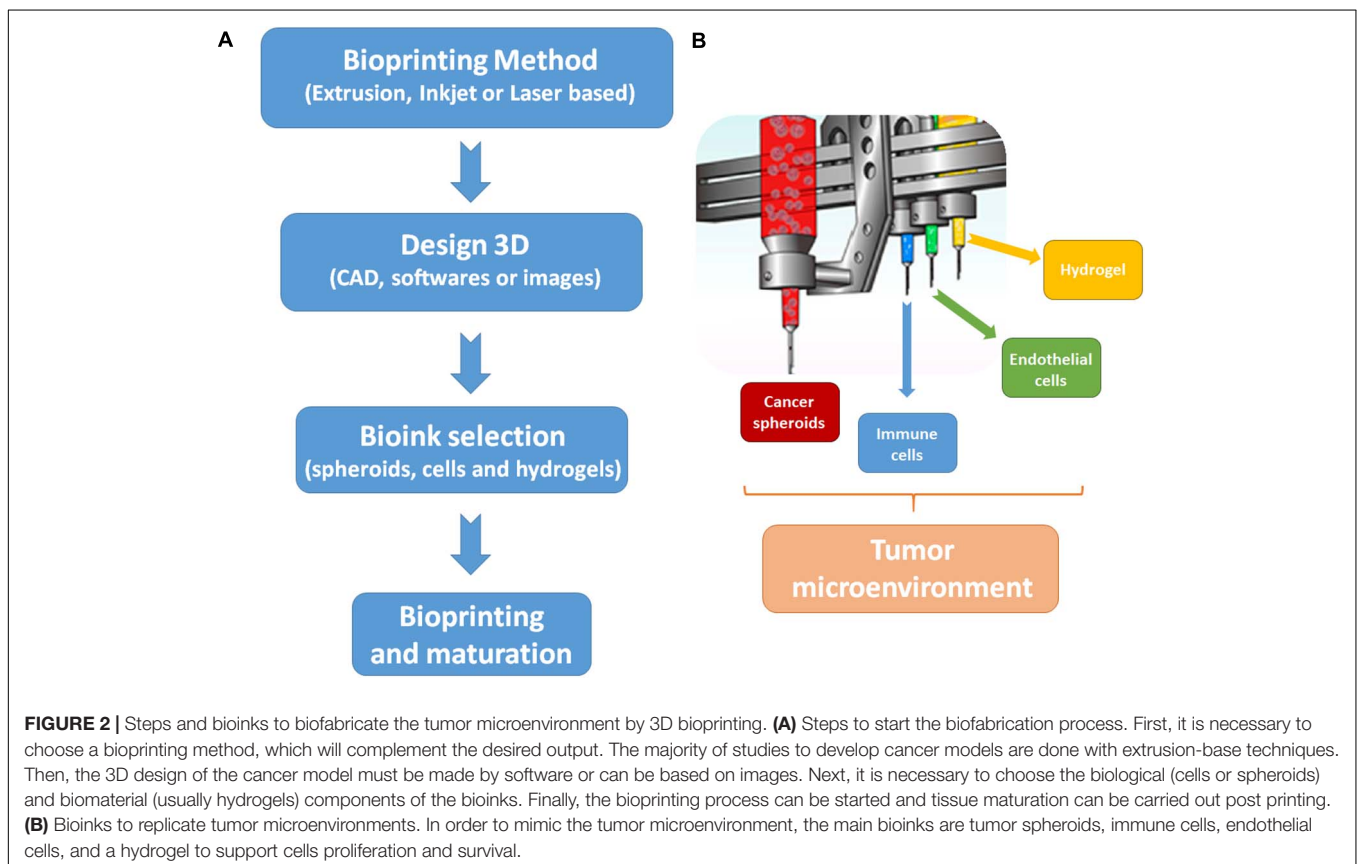 A
Bioprinting Method
(Extrusion, Inkjet or Laser based)
Design 3D
(CAD, softwares or images)
Bioink selection
(spheroids, cells and hydrogels)
Bioprinting
and maturation
B
Hydrogel
Endothelial
cells
Cancer
spheroids
Immune
cells
Tumor
microenvironment
FIGURE 2 | Steps and bioinks to biofabricate the tumor microenvironment by 3D bioprinting. (A) Steps to start the biofabrication process. First, it is necessary to
choose a bioprinting method, which will complement the desired output. The majority of studies to develop cancer models are done with extrusion-base techniques.
Then, the 3D design of the cancer model must be made by software or can be based on images. Next, it is necessary to choose the biological (cells or spheroids)
and biomaterial (usually hydrogels) components of the bioinks. Finally, the bioprinting process can be started and tissue maturation can be carried out post printing.
(B) Bioinks to replicate tumor microenvironments. In order to mimic the tumor microenvironment, the main bioinks are tumor spheroids, immune cells, endothelial
cells, and a hydrogel to support cells proliferation and survival.